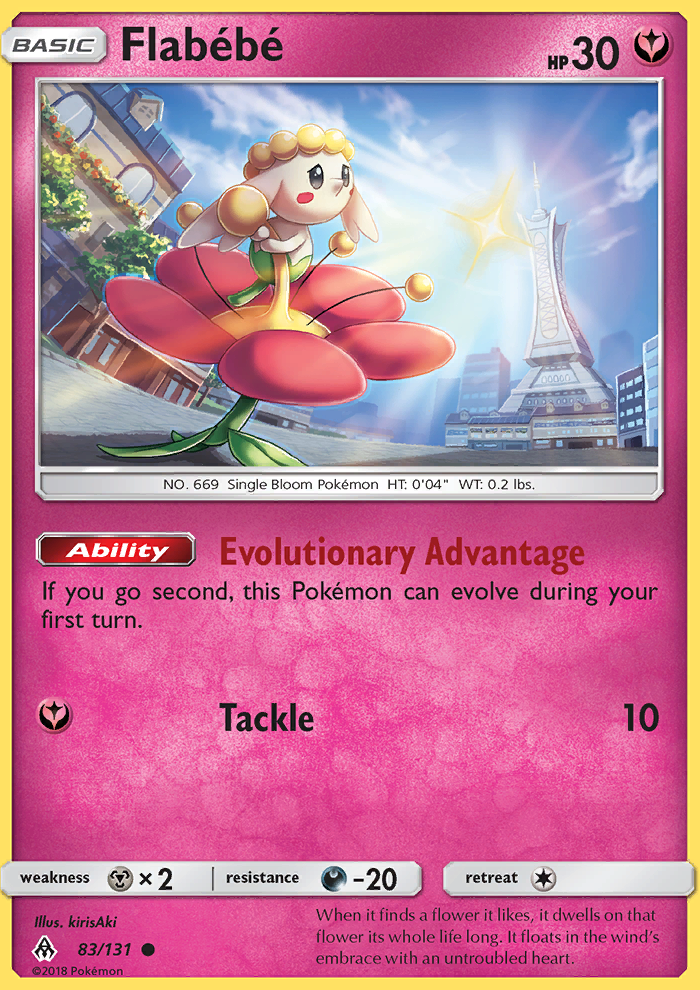 BASIC Flabébé HP 30
NO. 669 Single Bloom Pokémon HT: 0'04" WT: 0.2 lbs.
Ability Evolutionary Advantage
If you go second, this Pokémon can evolve during your
first turn.
Tackle 10
weakness ×2 resistance -20 retreat
Illus. kirisAki
83/131
©2018 Pokémon
When it finds a flower it likes, it dwells on that
flower its whole life long. It floats in the wind's
embrace with an untroubled heart.